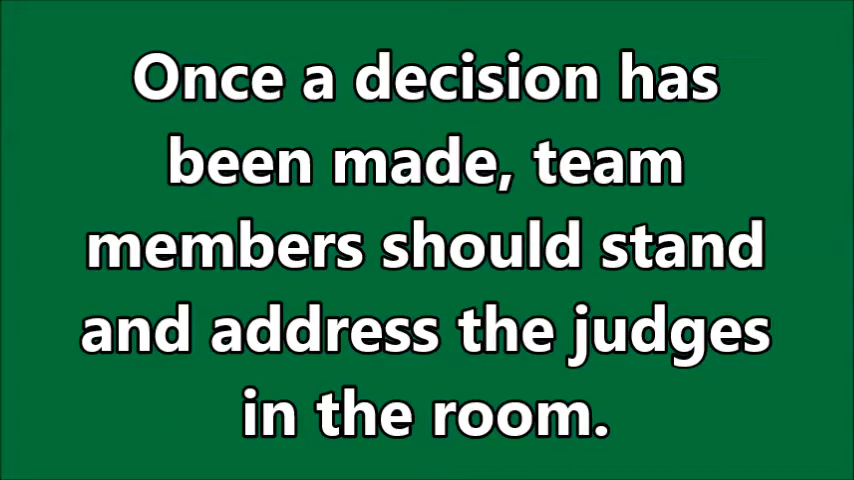 Once a decision has
been made, team
members should stand
and address the judges
in the room.